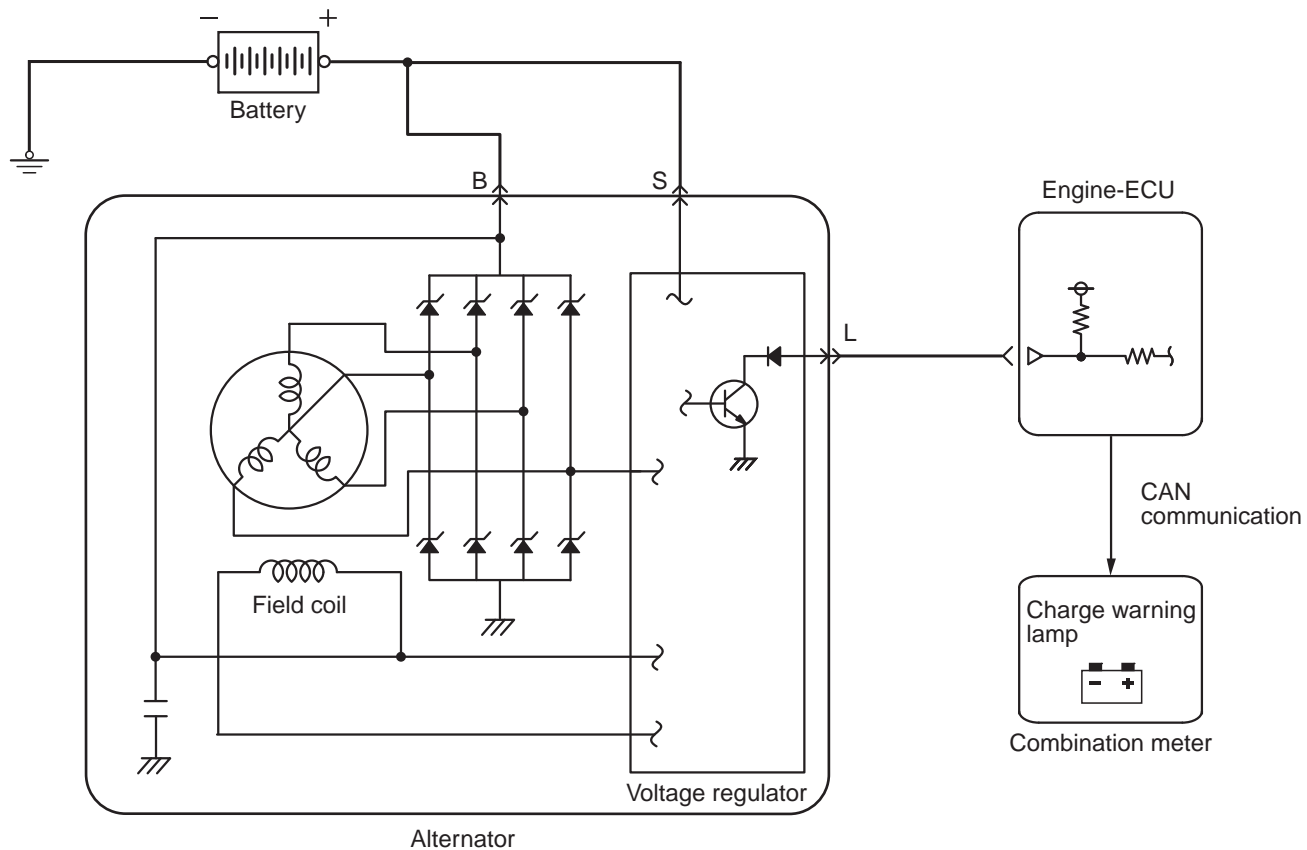 − +
Battery
B
S
Engine-ECU
L
CAN
communication
Field coil
Charge warning
lamp
− +
Combination meter
Voltage regulator
Alternator